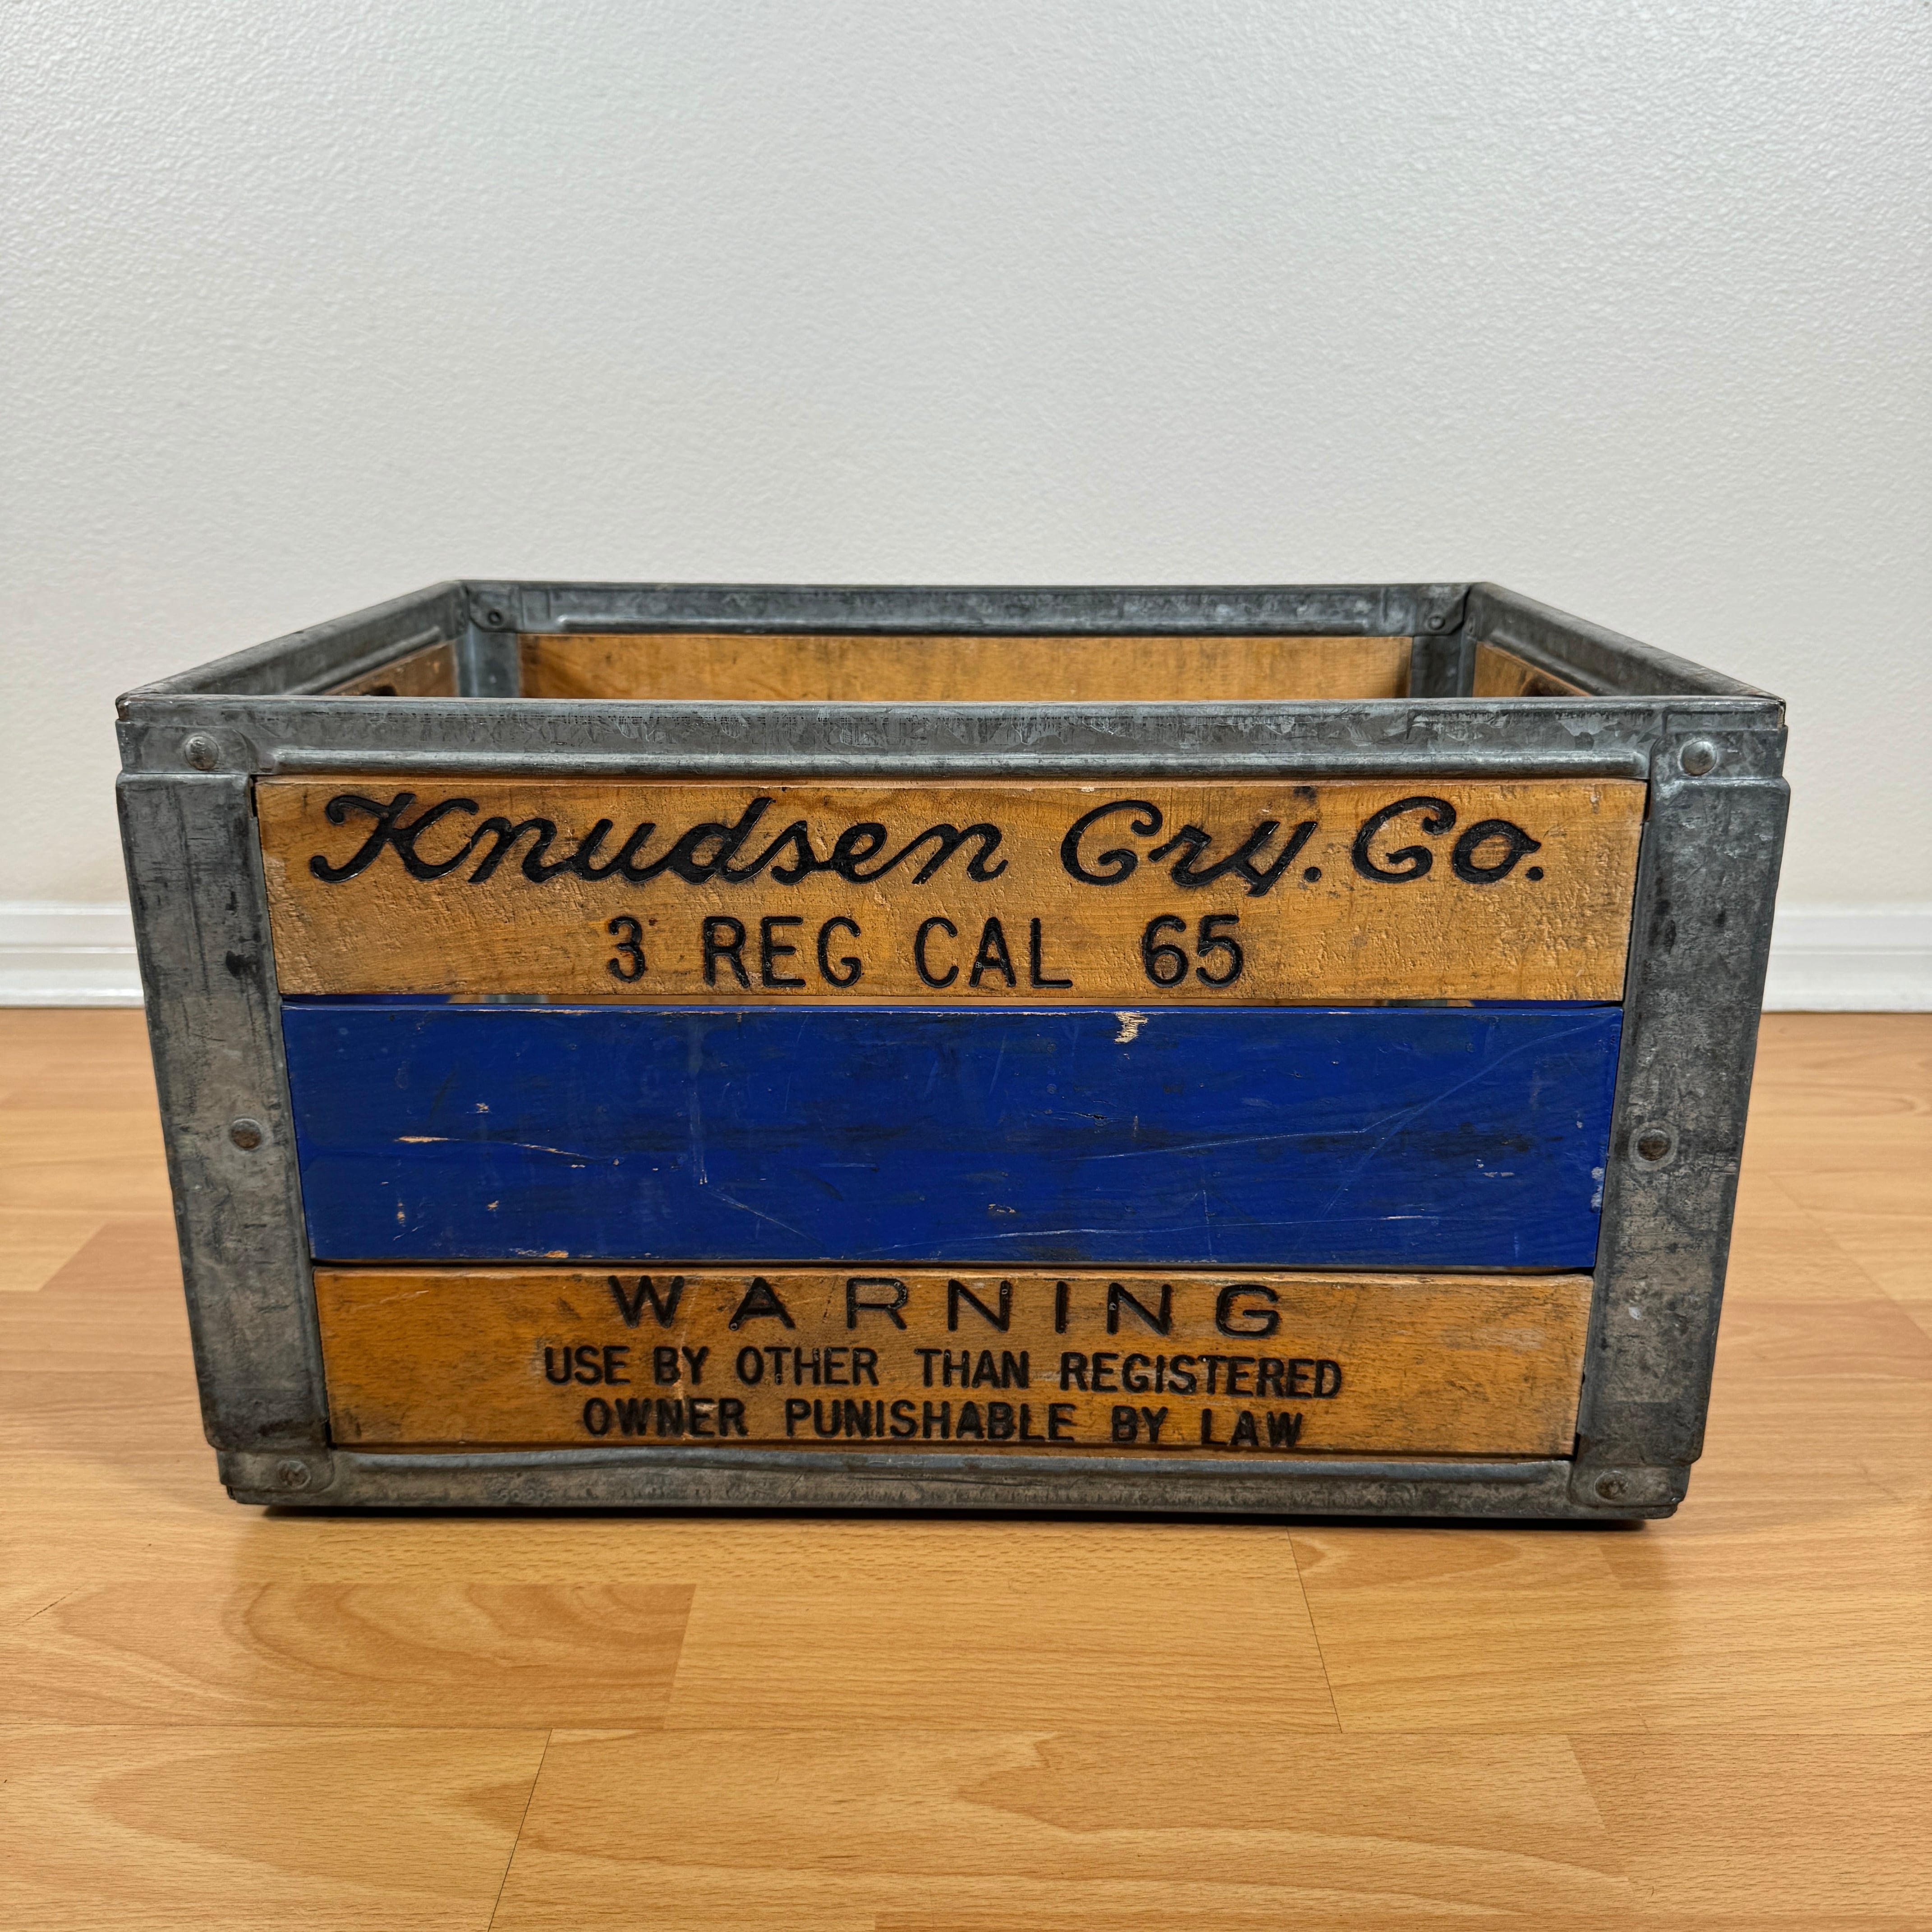 Knudsen Cry. Co.
3 REG CAL 65
WARNING
USE BY OTHER THAN REGISTERED
OWNER PUNISHABLE BY LAW